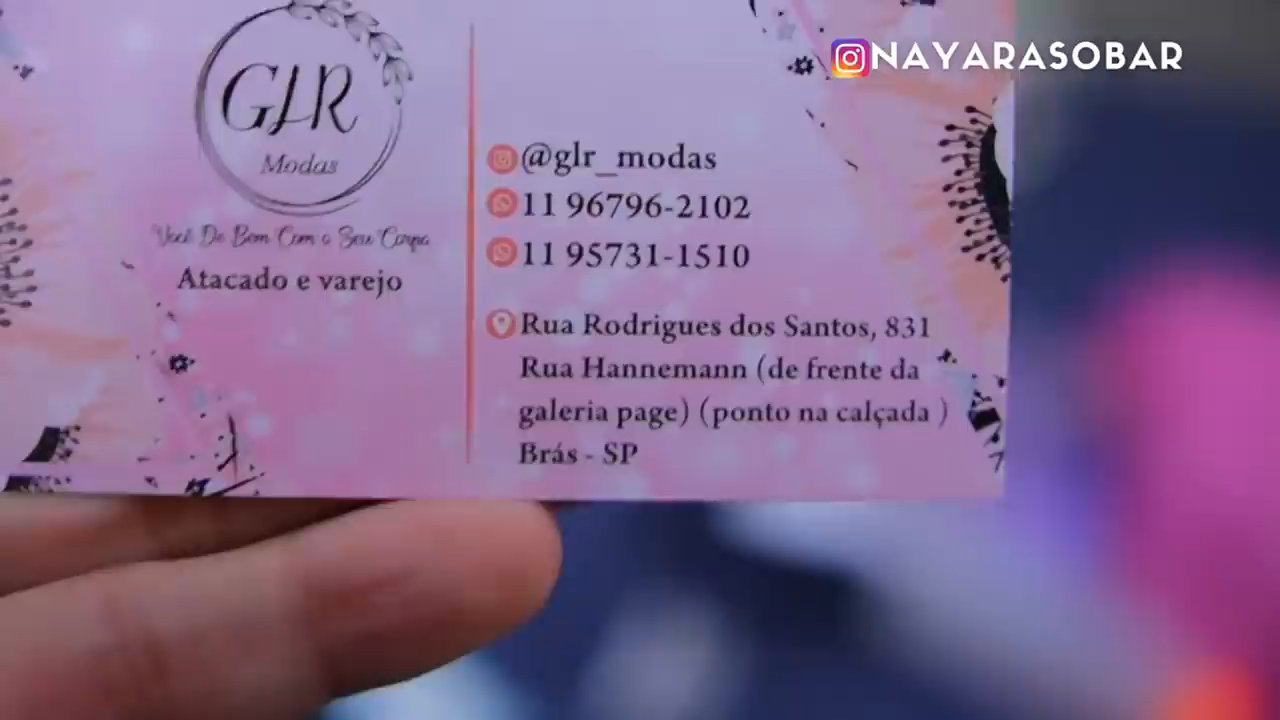 NAYARASOBAR
GLR
Modas
Você De Bem Com o Seu Corpo
Atacado e varejo
@glr_modas
11 96796-2102
11 95731-1510
Rua Rodrigues dos Santos, 831
Rua Hannemann (de frente da
galeria page) (ponto na calçada )
Brás - SP